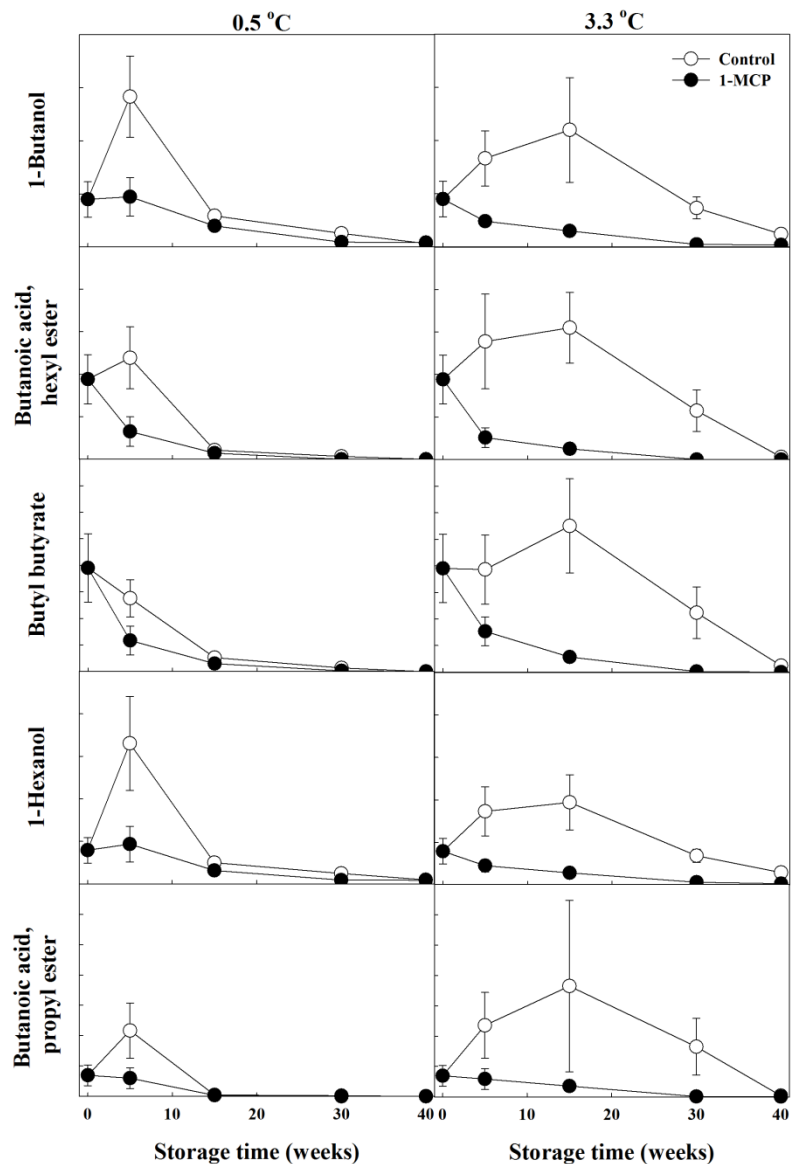 0.5 °C
3.3 °C
Control
1-MCP
1-Butanol
Butanoic acid,
hexyl ester
Butyl butyrate
1-Hexanol
Butanoic acid,
propyl ester
0 10 20 30 40
0 10 20 30 40
Storage time (weeks)
Storage time (weeks)